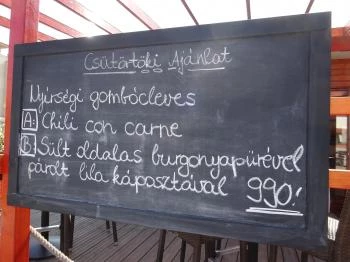 Csütörtöki Ajánlat
Nyírségi gombócleves
A: Chili con carne
B: Sült oldalas burgonyapürével
párolt lila káposztával 990.-